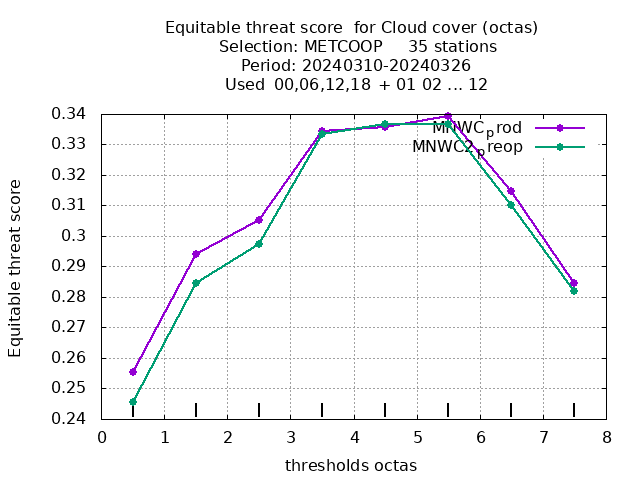 Equitable threat score  for Cloud cover (octas)
Selection: METCOOP     35 stations
Period: 20240310-20240326
Used  00,06,12,18  + 01 02 ... 12
MNWC_prod
MNWC2_preop
Equitable threat score
0.34
0.33
0.32
0.31
0.3
0.29
0.28
0.27
0.26
0.25
0.24
0 1 2 3 4 5 6 7 8
thresholds octas